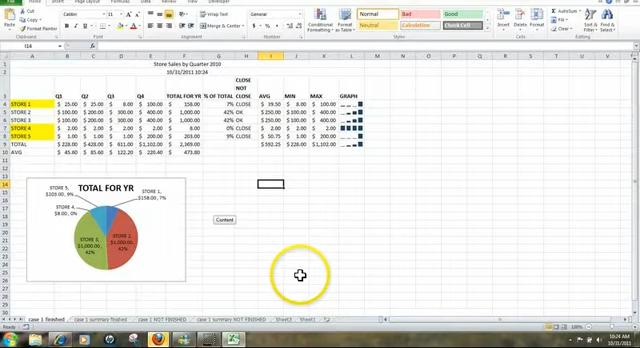 Cut
Copy
Format Painter
Clipboard
Font
Wrap Text
Merge & Center
Alignment
General
Number
Conditional Formatting
Format as Table
Normal
Bad
Good
Neutral
Calculation
Check Cell
Styles
Insert
Delete
Format
Cells
AutoSum
Fill
Clear
Sort & Filter
Find & Select
Editing
I14
A B C D E F G H I J K L
Store Sales by Quarter 2010
10/31/2011 10:24
Q1 Q2 Q3 Q4 TOTAL FOR YR % OF TOTAL CLOSE NOT CLOSE AVG MIN MAX GRAPH
STORE 1 $ 25.00 $ 25.00 $ 8.00 $ 100.00 $ 158.00 7% CLOSE $ 39.50 $ 8.00 $ 100.00
STORE 2 $ 100.00 $ 200.00 $ 300.00 $ 400.00 $ 1,000.00 42% OK $250.00 $ 100.00 $ 400.00
STORE 3 $ 100.00 $ 200.00 $ 300.00 $ 400.00 $ 1,000.00 42% OK $250.00 $ 100.00 $ 400.00
STORE 4 $ 2.00 $ 2.00 $ 2.00 $ 2.00 $ 8.00 0% CLOSE $ 2.00 $ 2.00 $ 2.00
STORE 5 $ 1.00 $ 1.00 $ 1.00 $ 200.00 $ 203.00 9% CLOSE $ 50.75 $ 1.00 $ 200.00
TOTAL $ 228.00 $ 428.00 $ 611.00 $ 1,102.00 $ 2,369.00 $ 592.25 $ 228.00 $ 1,102.00
AVG $ 45.60 $ 85.60 $ 122.20 $ 220.40 $ 473.80
TOTAL FOR YR
STORE 5, $203.00, 9%
STORE 1, $158.00, 7%
STORE 4, $8.00, 0%
STORE 3, $1,000.00, 42%
STORE 2, $1,000.00, 42%
Content
case 1 finished case 1 summary finished case 1 NOT FINISHED case 1 summary NOT FINISHED Sheet3 Sheet1
Ready
100%
10:24 AM
10/31/2011